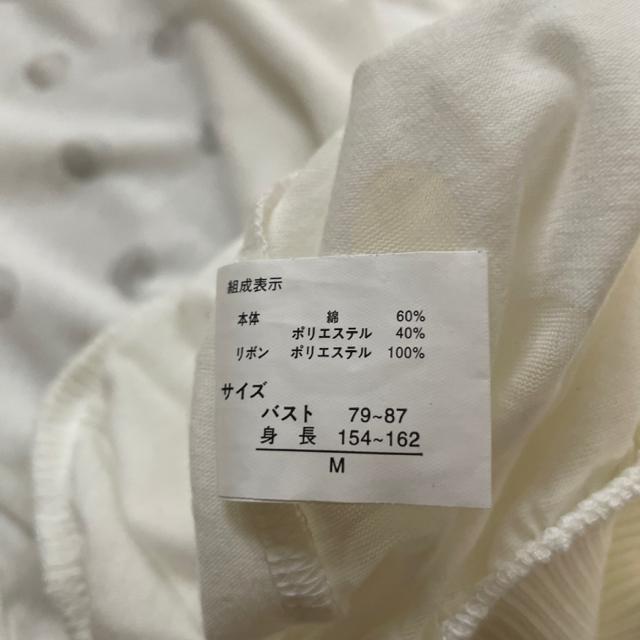 組成表示
本体 綿 60%
ポリエステル 40%
リボン ポリエステル 100%
サイズ
バスト 79~87
身長 154~162
M